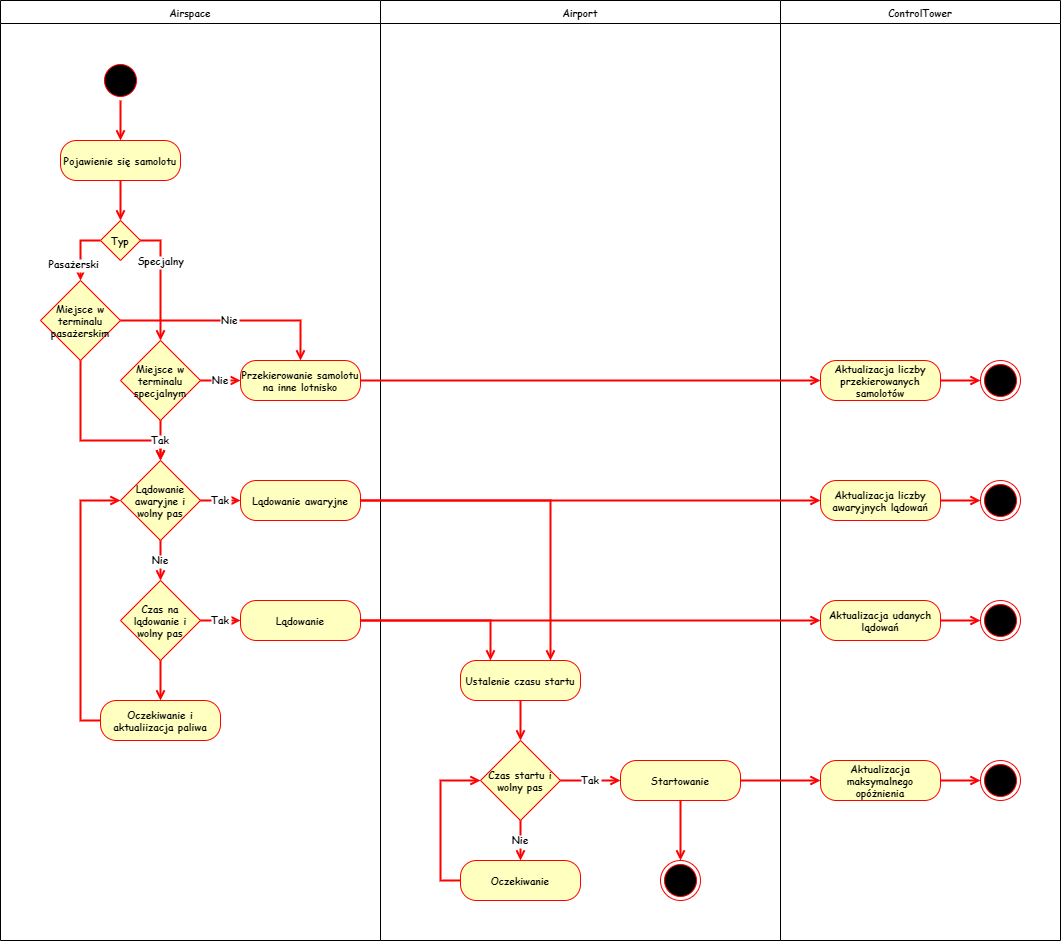 Airspace
Airport
ControlTower
Pojawienie się samolotu
Typ
Pasażerski
Specjalny
Miejsce w
terminalu
pasażerskim
Nie
Miejsce w
terminalu
specjalnym
Nie
Przekierowanie samolotu
na inne lotnisko
Aktualizacja liczby
przekierowanych
samolotów
Tak
Lądowanie
awaryjne i
wolny pas
Tak
Lądowanie awaryjne
Aktualizacja liczby
awaryjnych lądowań
Nie
Czas na
lądowanie i
wolny pas
Tak
Lądowanie
Aktualizacja udanych
lądowań
Ustalenie czasu startu
Oczekiwanie i
aktualiizacja paliwa
Czas startu i
wolny pas
Tak
Startowanie
Aktualizacja
maksymalnego
opóźnienia
Nie
Oczekiwanie